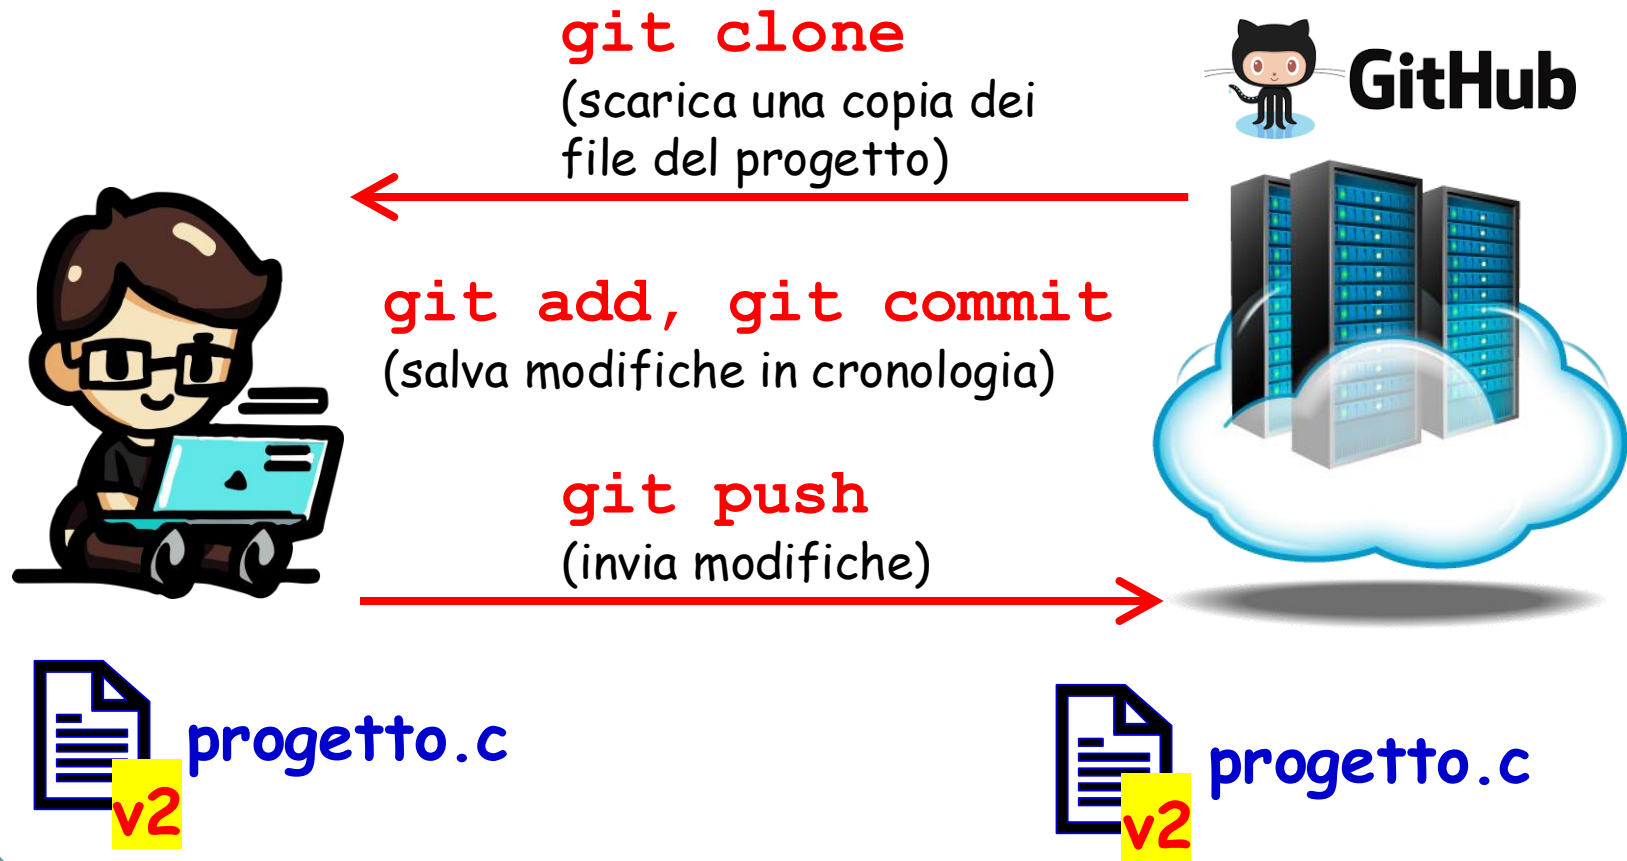 git clone
(scarica una copia dei
file del progetto)
GitHub
git add, git commit
(salva modifiche in cronologia)
git push
(invia modifiche)
progetto.c
v2
progetto.c
v2